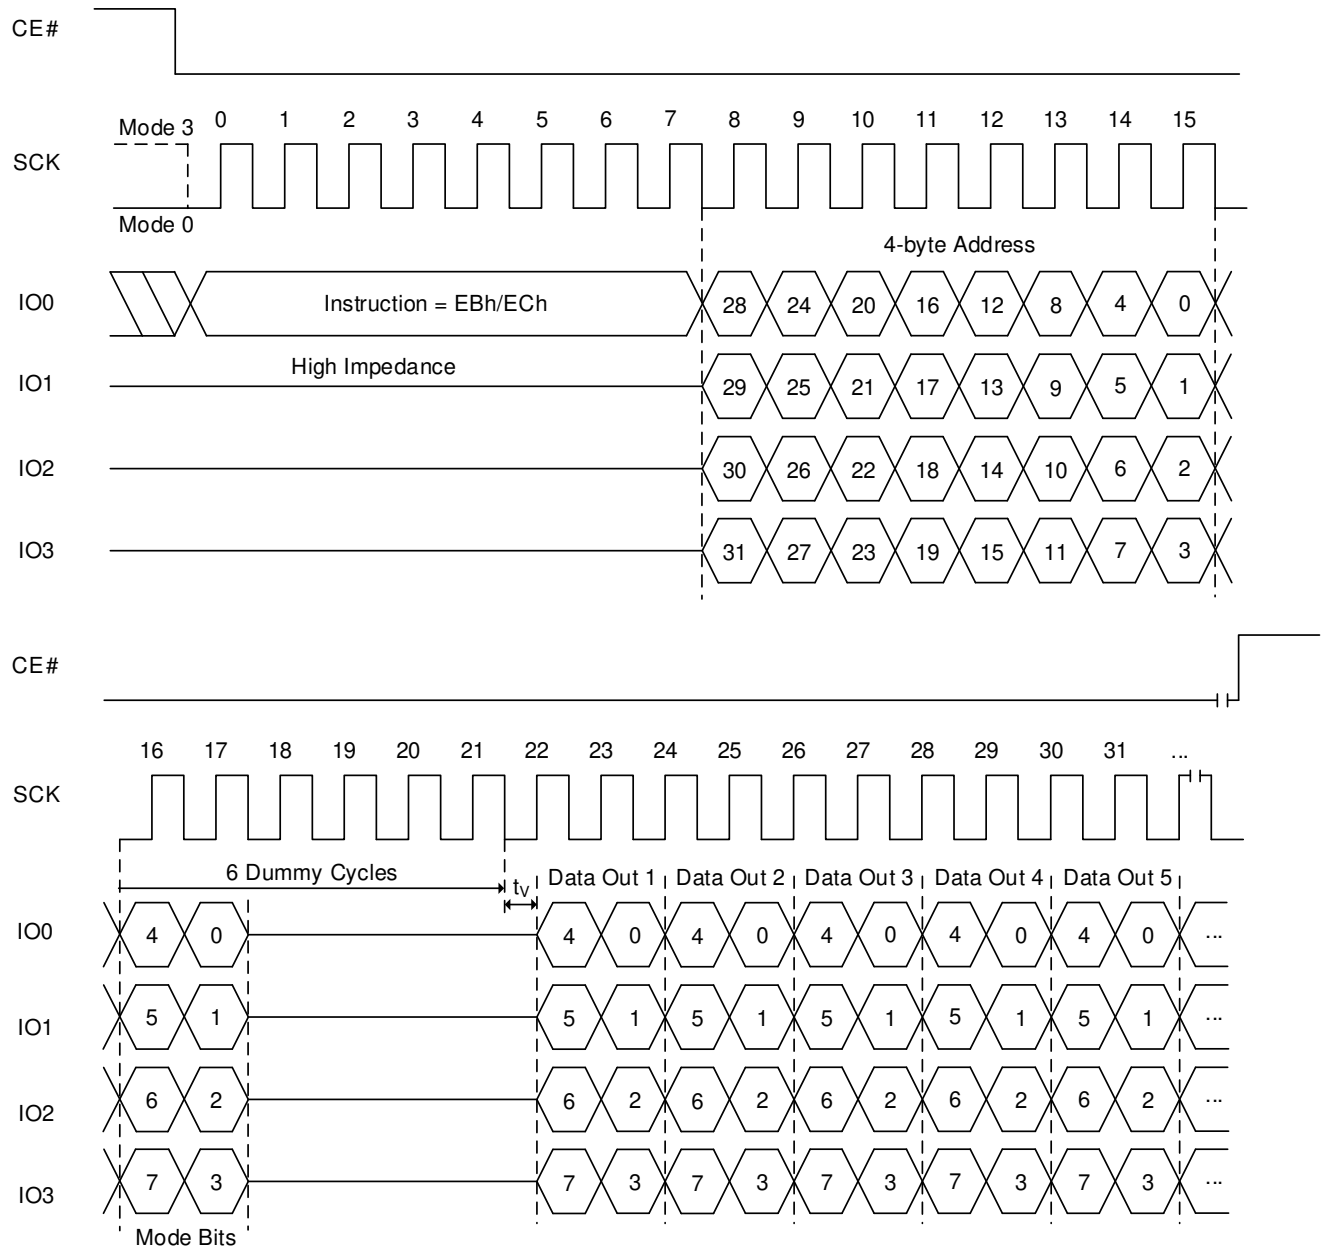 CE#
Mode 3 0 1 2 3 4 5 6 7 8 9 10 11 12 13 14 15
SCK
Mode 0
4-byte Address
IO0 Instruction = EBh/ECh 28 24 20 16 12 8 4 0
High Impedance
IO1 29 25 21 17 13 9 5 1
IO2 30 26 22 18 14 10 6 2
IO3 31 27 23 19 15 11 7 3
CE#
16 17 18 19 20 21 22 23 24 25 26 27 28 29 30 31 ...
SCK
6 Dummy Cycles tV Data Out 1 Data Out 2 Data Out 3 Data Out 4 Data Out 5
IO0 4 0 4 0 4 0 4 0 4 0 4 0 ...
IO1 5 1 5 1 5 1 5 1 5 1 5 1 ...
IO2 6 2 6 2 6 2 6 2 6 2 6 2 ...
IO3 7 3 7 3 7 3 7 3 7 3 7 3 ...
Mode Bits